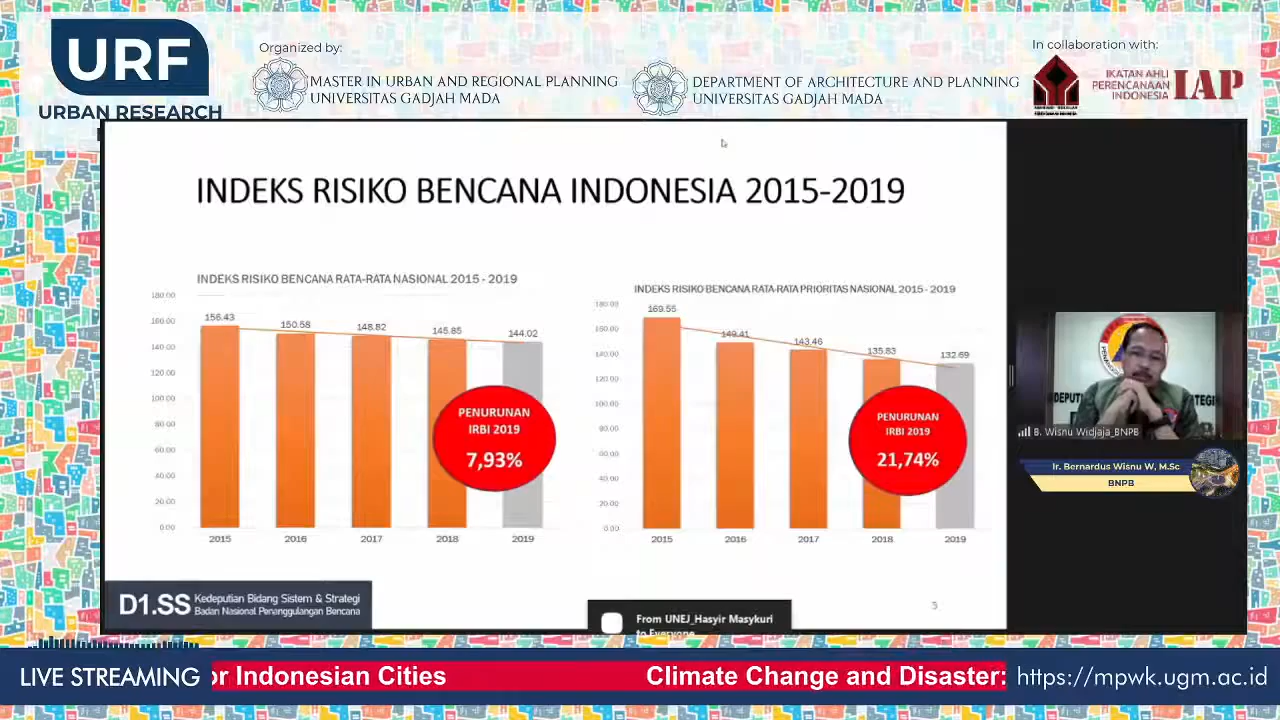 URF
URBAN RESEARCH
Organized by:
MASTER IN URBAN AND REGIONAL PLANNING
UNIVERSITAS GADJAH MADA
DEPARTMENT OF ARCHITECTURE AND PLANNING
UNIVERSITAS GADJAH MADA
In collaboration with:
IKATAN AHLI
PERENCANAAN
INDONESIA
IAP
INDEKS RISIKO BENCANA INDONESIA 2015-2019
INDEKS RISIKO BENCANA RATA-RATA NASIONAL 2015 - 2019
180.00
160.00
140.00
120.00
100.00
80.00
60.00
40.00
20.00
0.00
156.43
150.58
148.82
145.85
144.02
PENURUNAN
IRBI 2019
7,93%
2015
2016
2017
2018
2019
INDEKS RISIKO BENCANA RATA-RATA PRIORITAS NASIONAL 2015 - 2019
180.00
160.00
140.00
120.00
100.00
80.00
60.00
40.00
20.00
0.00
169.55
149.41
143.46
135.83
132.69
PENURUNAN
IRBI 2019
21,74%
2015
2016
2017
2018
2019
D1.SS
Kedeputian Bidang Sistem & Strategi
Badan Nasional Penanggulangan Bencana
From UNEJ_Hasyir Masykuri
to Everyone
B. Wisnu Widjaja_BNPB
Ir. Bernardus Wisnu W, M.Sc
BNPB
LIVE STREAMING
or Indonesian Cities
Climate Change and Disaster:
https://mpwk.ugm.ac.id